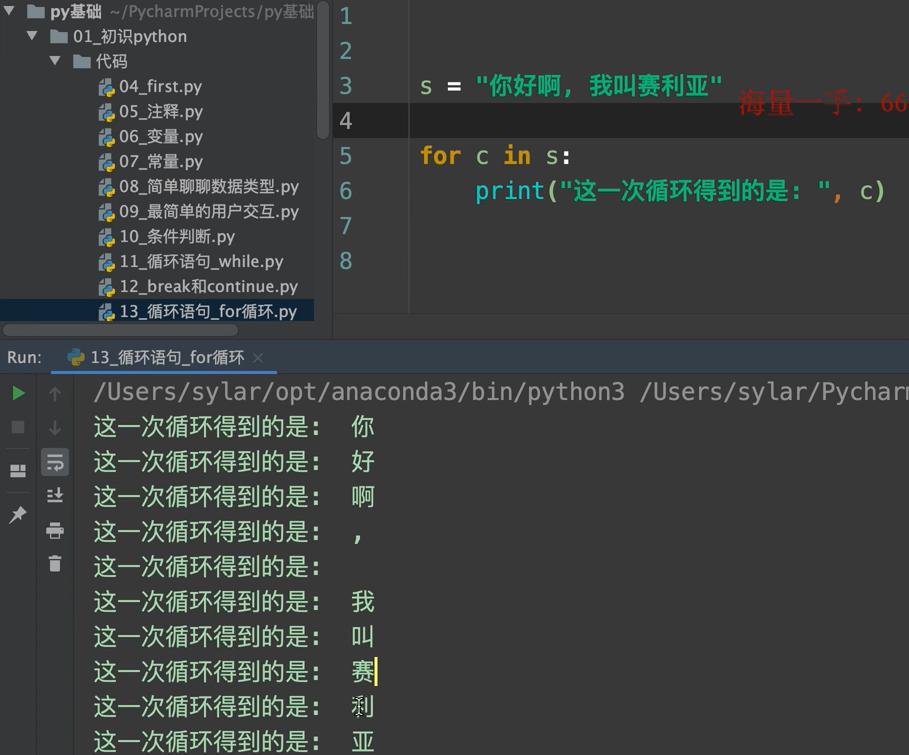 py基础 ~/PycharmProjects/py基础
01_初识python
代码
04_first.py
05_注释.py
06_变量.py
07_常量.py
08_简单聊聊数据类型.py
09_最简单的用户交互.py
10_条件判断.py
11_循环语句_while.py
12_break和continue.py
13_循环语句_for循环.py
1
2
3 s = "你好啊, 我叫赛利亚"
海量一手: 66
4
5 for c in s:
6 print("这一次循环得到的是: ", c)
7
8
Run: 13_循环语句_for循环
/Users/sylar/opt/anaconda3/bin/python3 /Users/sylar/Pycharm
这一次循环得到的是: 你
这一次循环得到的是: 好
这一次循环得到的是: 啊
这一次循环得到的是: ,
这一次循环得到的是:
这一次循环得到的是: 我
这一次循环得到的是: 叫
这一次循环得到的是: 赛
这一次循环得到的是: 利
这一次循环得到的是: 亚